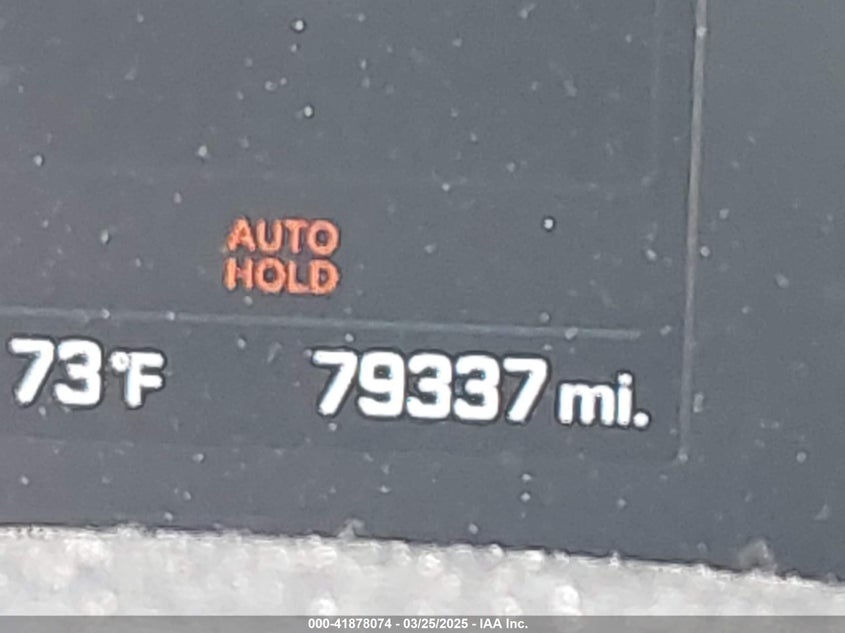 AUTO
HOLD
73°F 79337 mi.
000-41878074 - 03/25/2025 - IAA Inc.